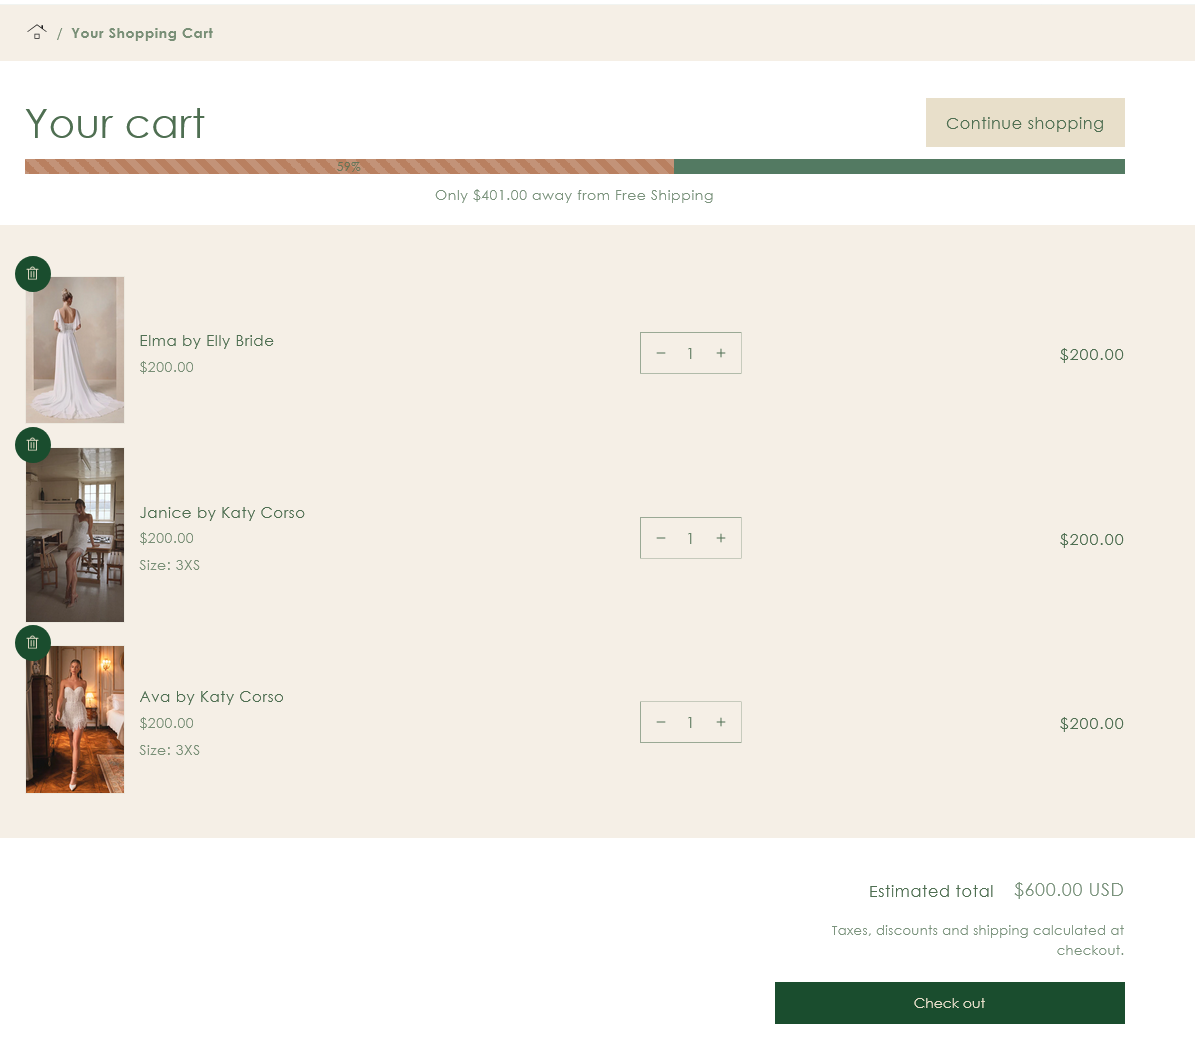 / Your Shopping Cart
Your cart
Continue shopping
59%
Only $401.00 away from Free Shipping
Elma by Elly Bride
$200.00
− 1 +
$200.00
Janice by Katy Corso
$200.00
Size: 3XS
− 1 +
$200.00
Ava by Katy Corso
$200.00
Size: 3XS
− 1 +
$200.00
Estimated total $600.00 USD
Taxes, discounts and shipping calculated at
checkout.
Check out